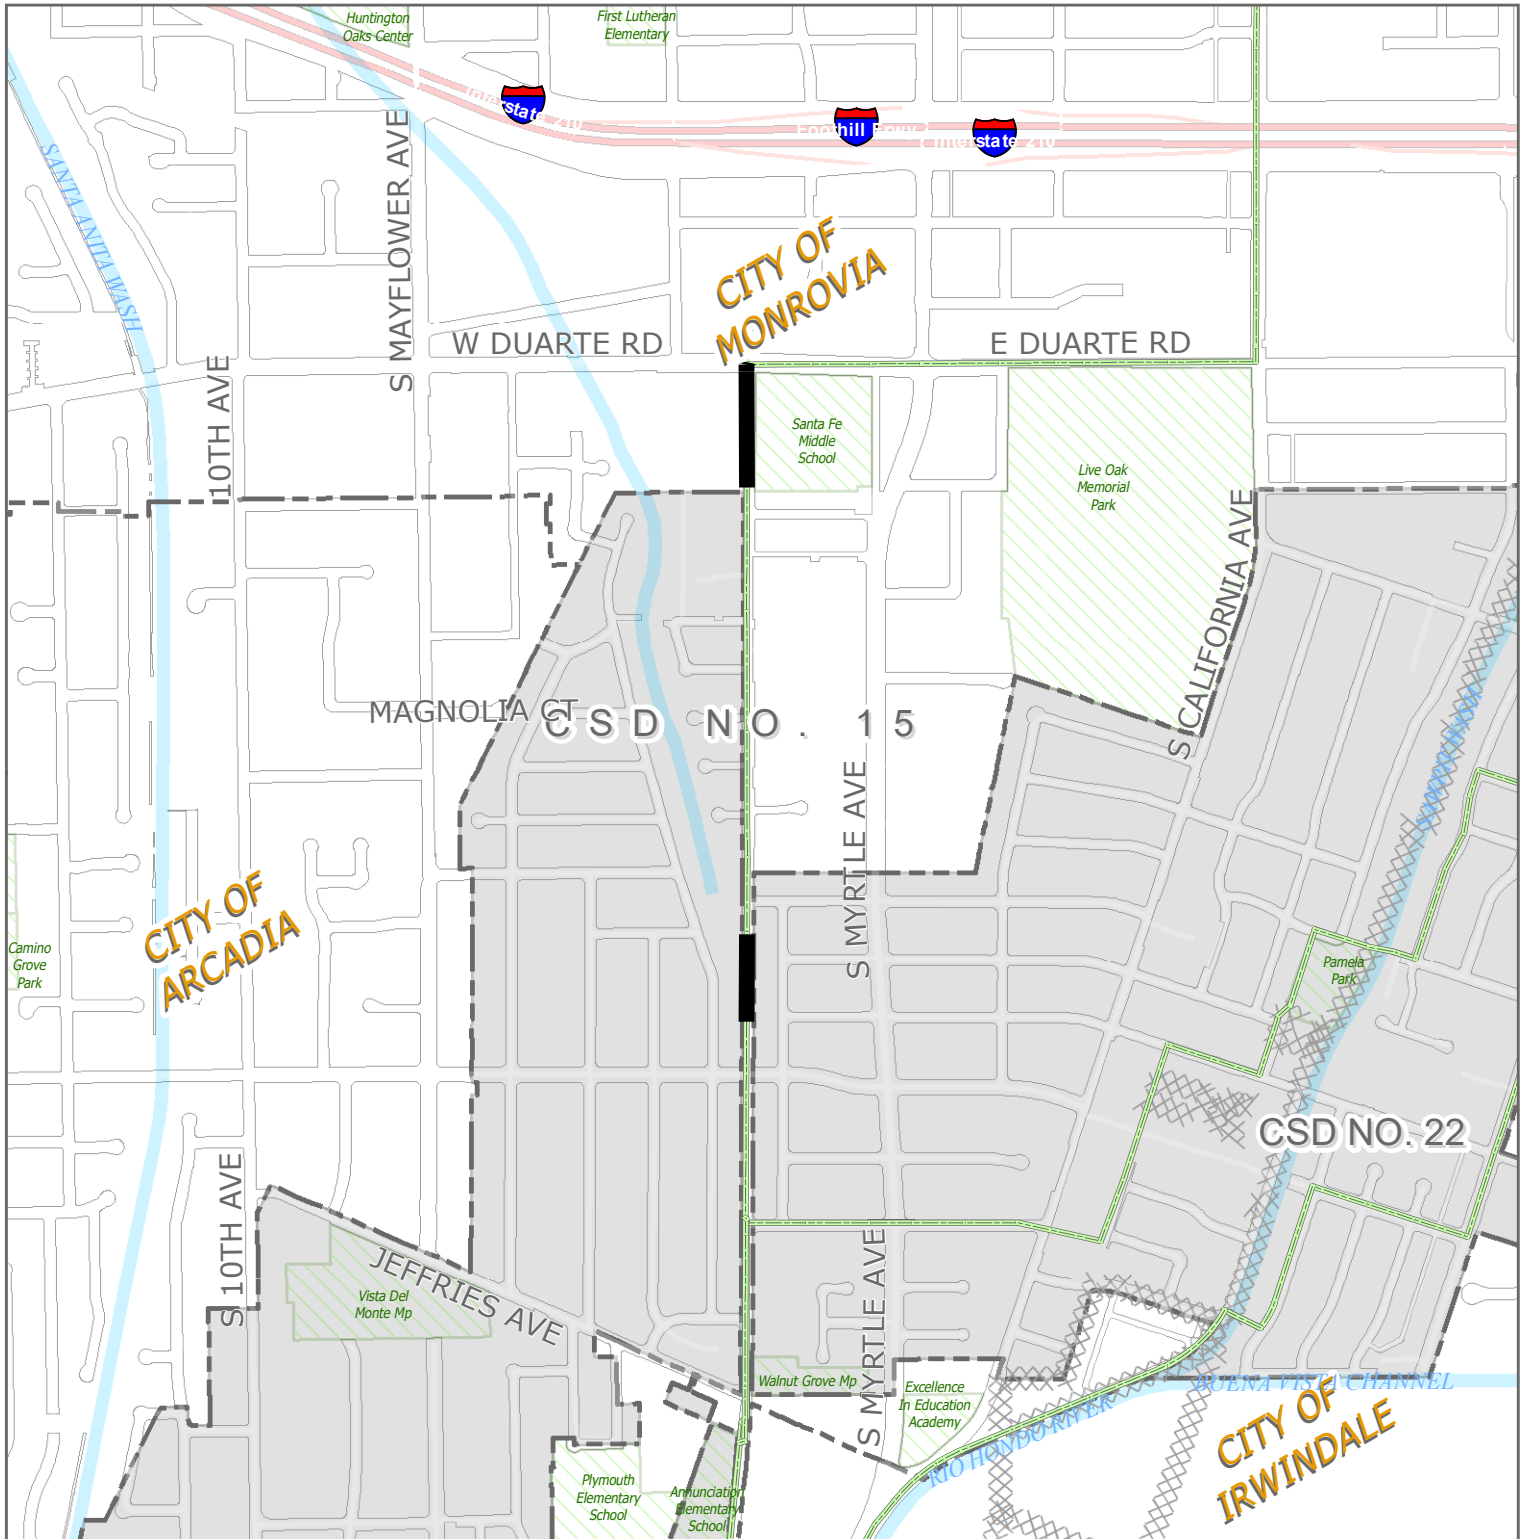 Huntington
Oaks Center
First Lutheran
Elementary
Interstate 210
Foothill Frwy
Interstate 210
SANTA ANITA WASH
S MAYFLOWER AVE
CITY OF
MONROVIA
W DUARTE RD
E DUARTE RD
10TH AVE
Santa Fe
Middle
School
Live Oak
Memorial
Park
S CALIFORNIA AVE
MAGNOLIA CT
CSD NO. 15
S MYRTLE AVE
CITY OF
ARCADIA
Camino
Grove
Park
Pamela
Park
CSD NO. 22
S 10TH AVE
JEFFRIES AVE
Vista Del
Monte Mp
S MYRTLE AVE
Walnut Grove Mp
Excellence
In Education
Academy
BUENA VISTA CHANNEL
RIO HONDO RIVER
CITY OF
IRWINDALE
Plymouth
Elementary
School
Annunciation
Elementary
School